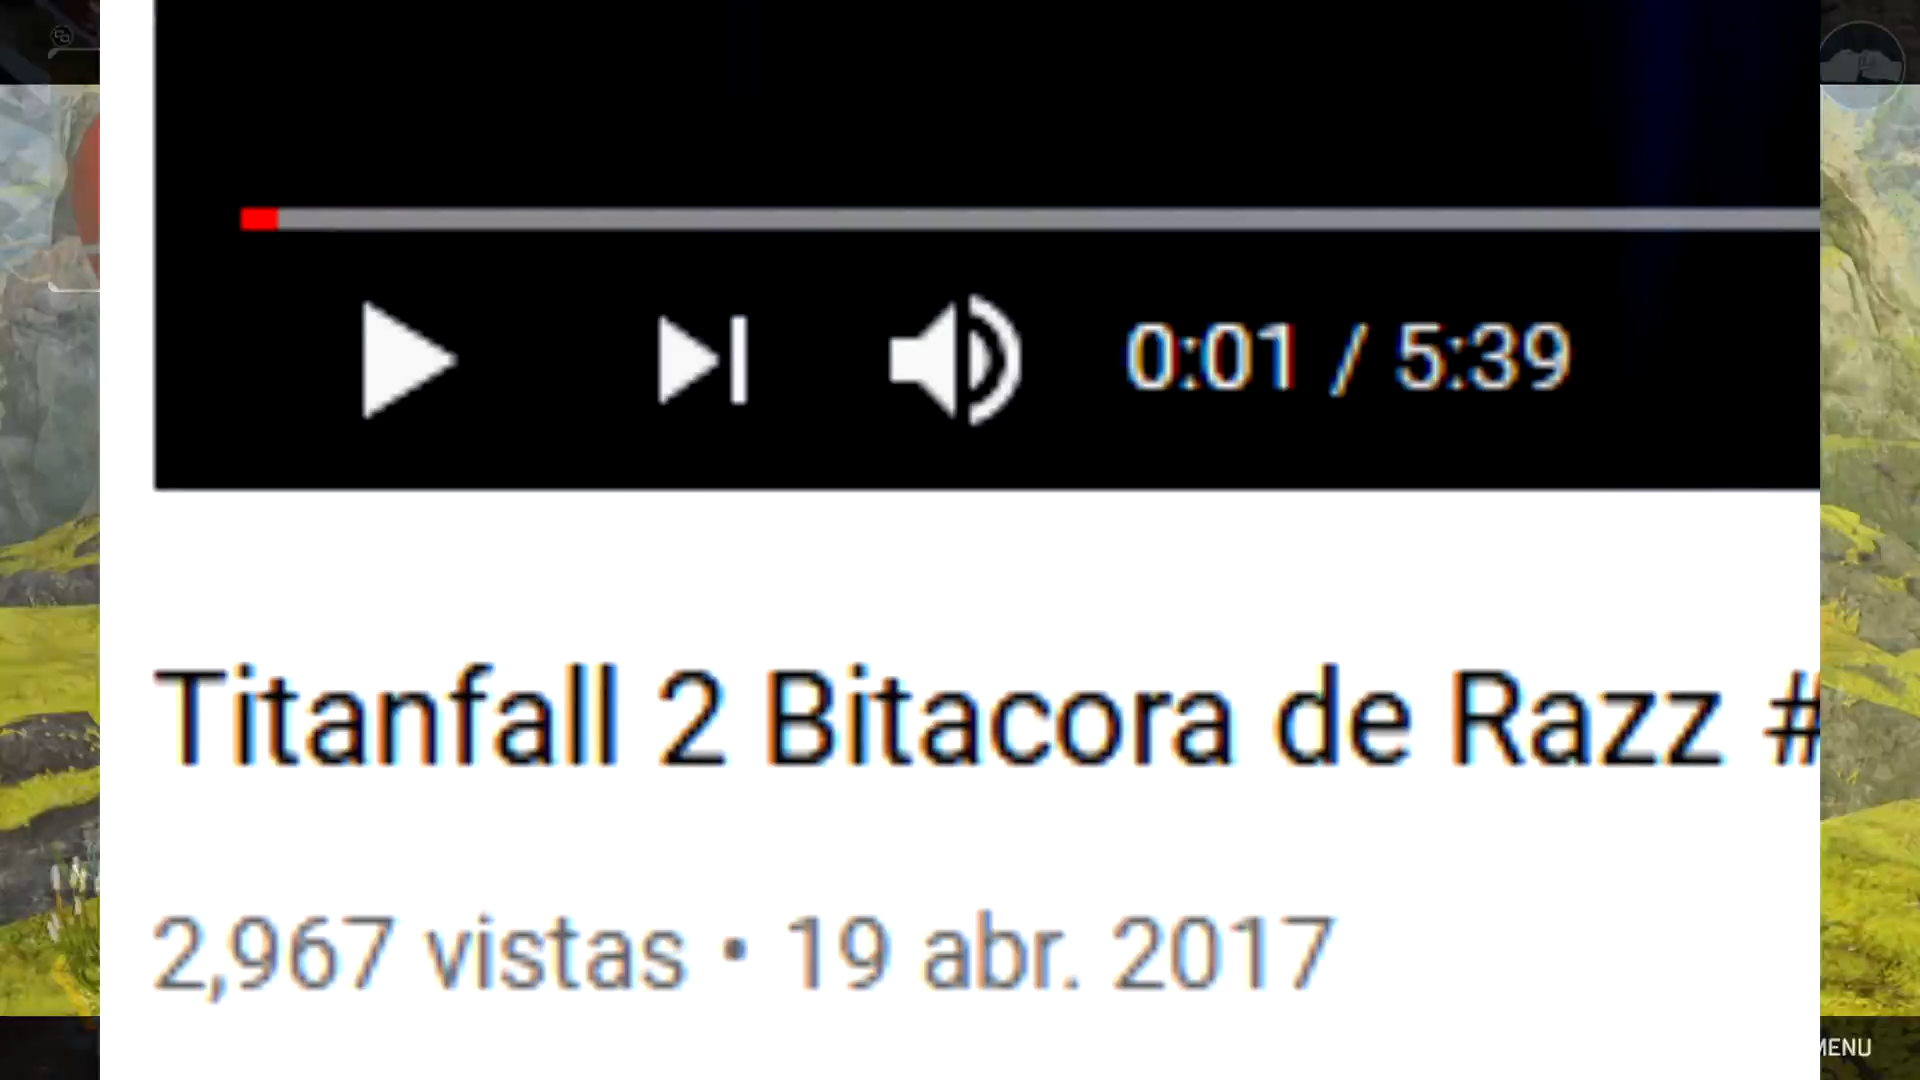 0:01 / 5:39
Titanfall 2 Bitacora de Razz #
2,967 vistas • 19 abr. 2017
MENU